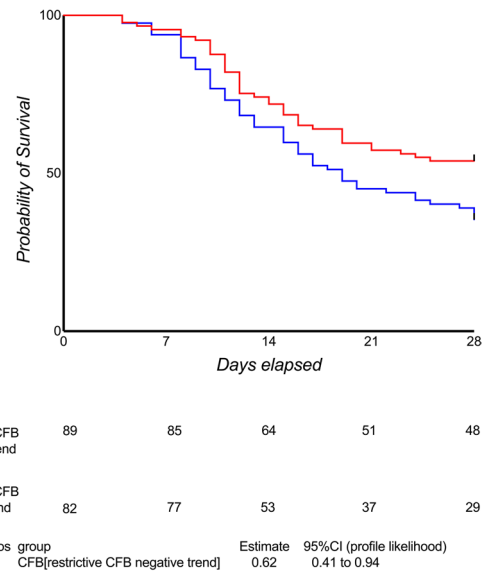 100
50
0
Probability of Survival
0 7 14 21 28
Days elapsed
CFB 89 85 64 51 48
end
CFB
nd 82 77 53 37 29
os group Estimate 95%CI (profile likelihood)
CFB[restrictive CFB negative trend] 0.62 0.41 to 0.94